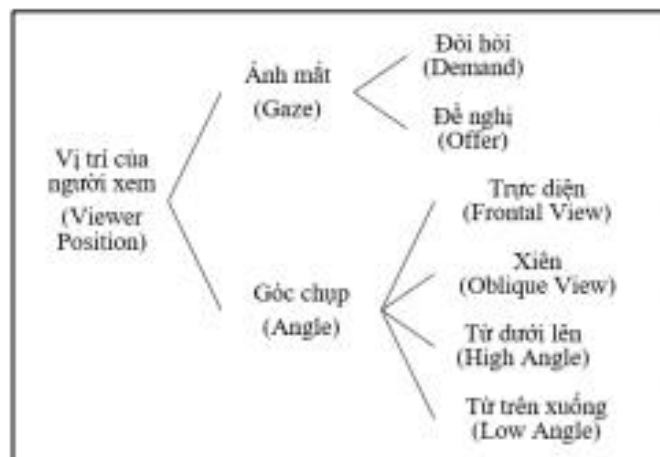 Đòi hỏi
(Demand)
Ánh mắt
(Gaze)
Đề nghị
(Offer)
Vị trí của
người xem
(Viewer
Position)
Trực diện
(Frontal View)
Xiên
(Oblique View)
Góc chụp
(Angle)
Từ dưới lên
(High Angle)
Từ trên xuống
(Low Angle)